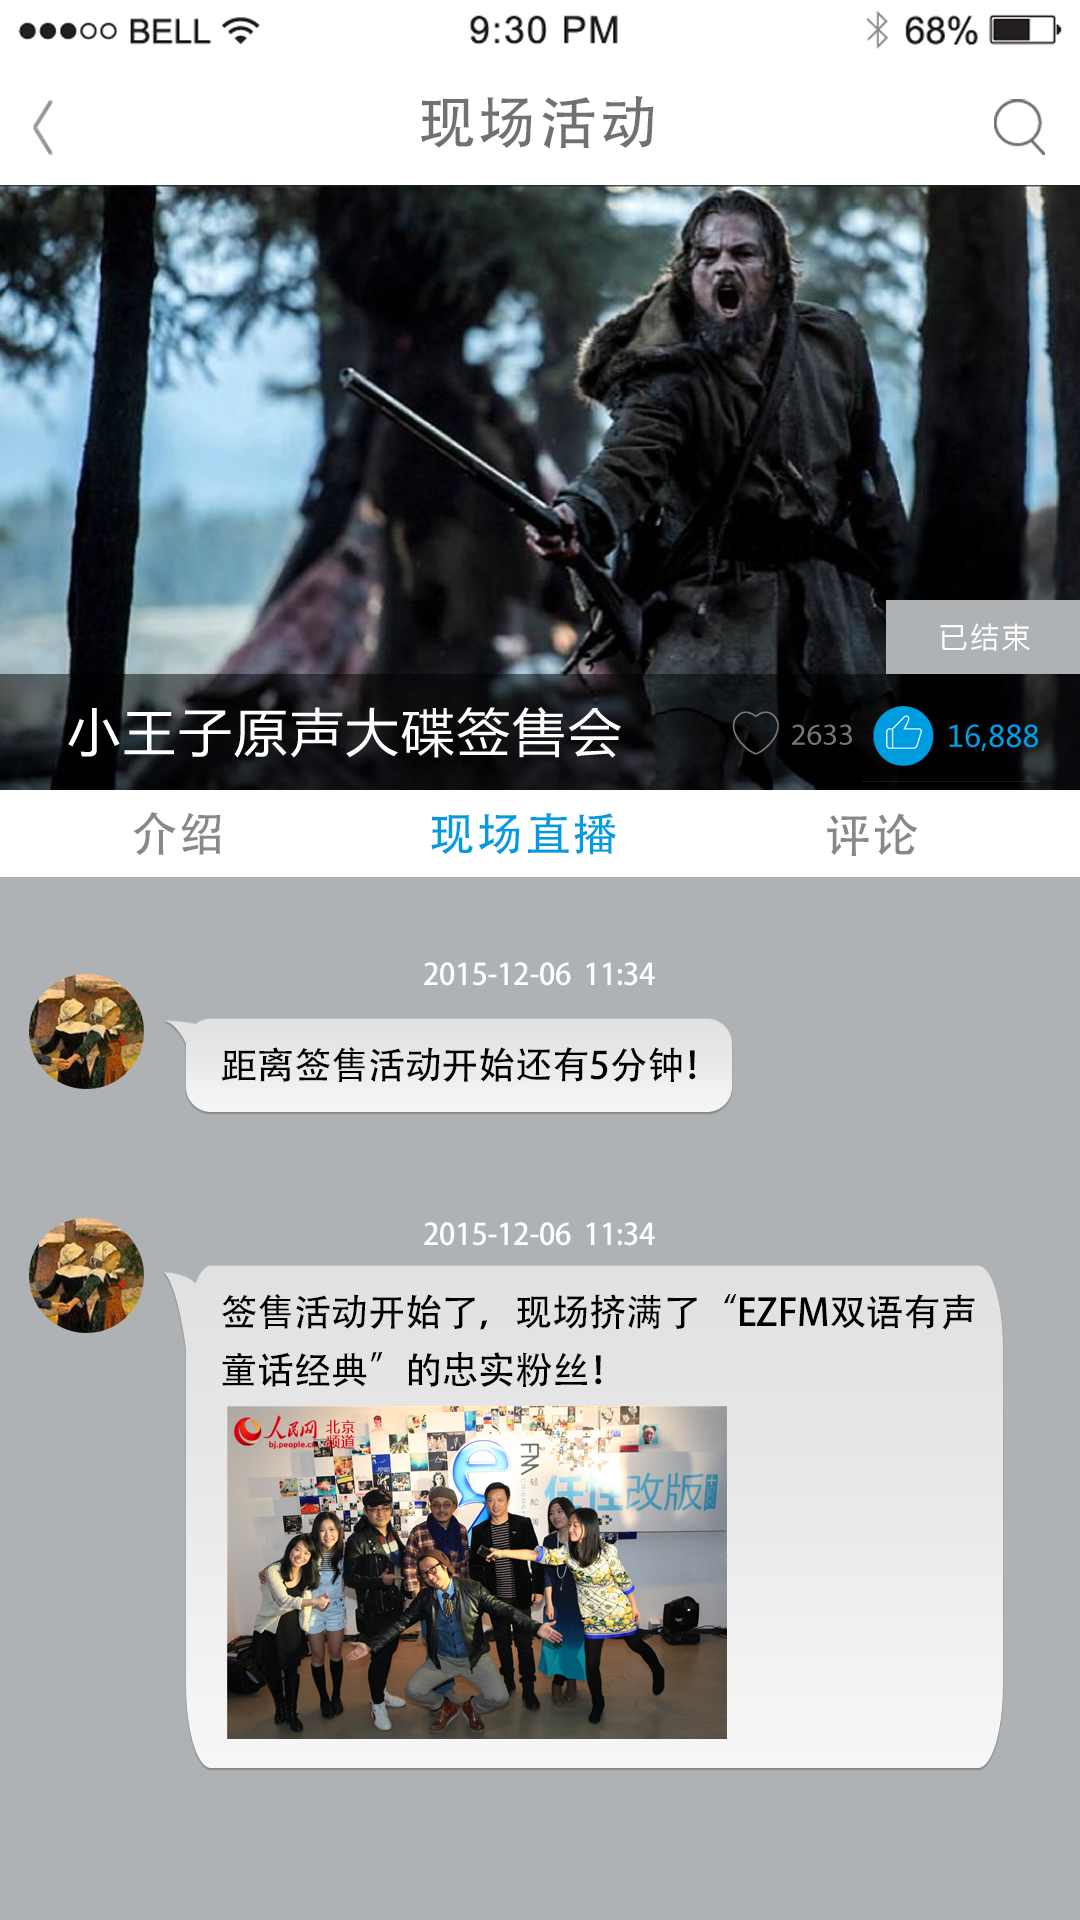 BELL 9:30 PM 68%
现场活动
已结束
小王子原声大碟签售会 2633 16,888
介绍 现场直播 评论
2015-12-06 11:34
距离签售活动开始还有5分钟!
2015-12-06 11:34
签售活动开始了，现场挤满了“EZFM双语有声
童话经典”的忠实粉丝!
人民网 北京
bj.people.cn 频道
FM
轻松
任性改版